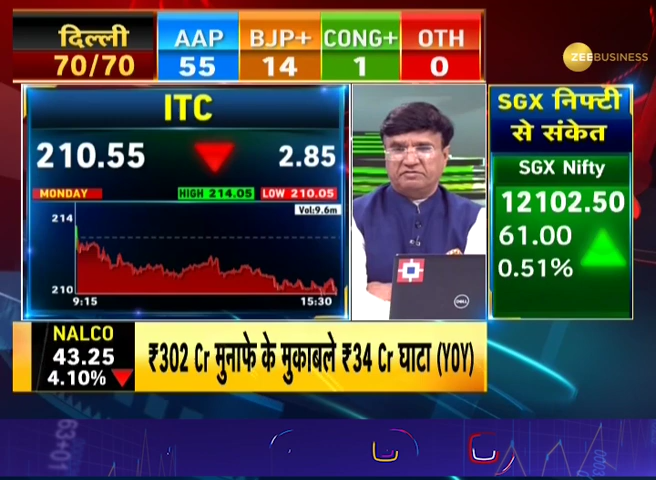 दिल्ली
70/70
AAP
55
BJP+
14
CONG+
1
OTH
0
ZEEBUSINESS
ITC
210.55
2.85
MONDAY
HIGH 214.05
LOW 210.05
Vol:9.6m
214
210
9:15
15:30
DELL
SGX निफ्टी
से संकेत
SGX Nifty
12102.50
61.00
0.51%
NALCO
43.25
4.10%
₹302 Cr मुनाफे के मुकाबले ₹34 Cr घाटा (YOY)